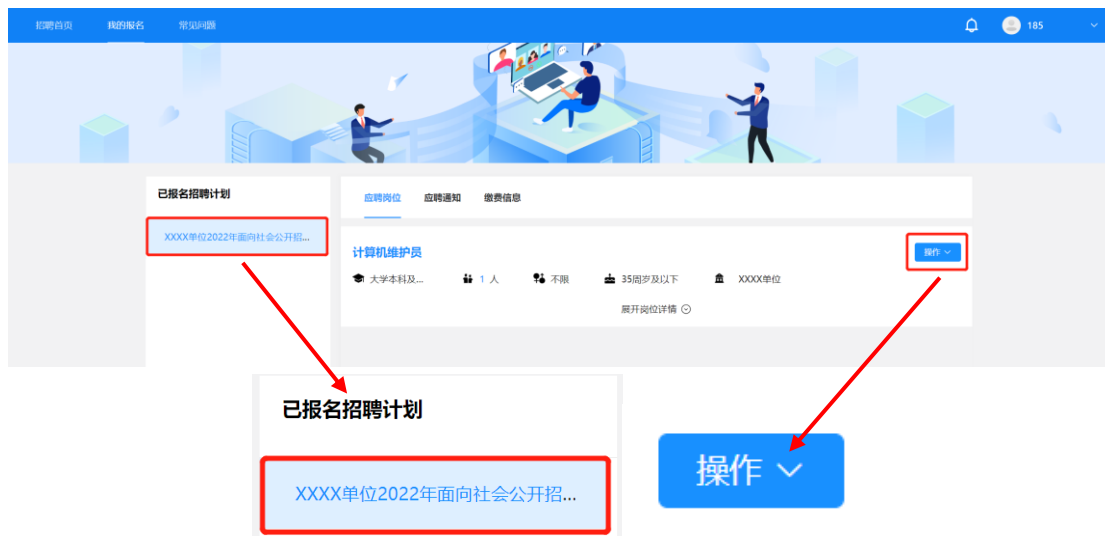 招聘首页 我的报名 常见问题 185
已报名招聘计划
XXXX单位2022年面向社会公开招...
应聘岗位 应聘通知 缴费信息
计算机维护员
操作
大学本科及... 1 人 不限 35周岁及以下 XXXX单位
展开岗位详情
已报名招聘计划
XXXX单位2022年面向社会公开招...
操作